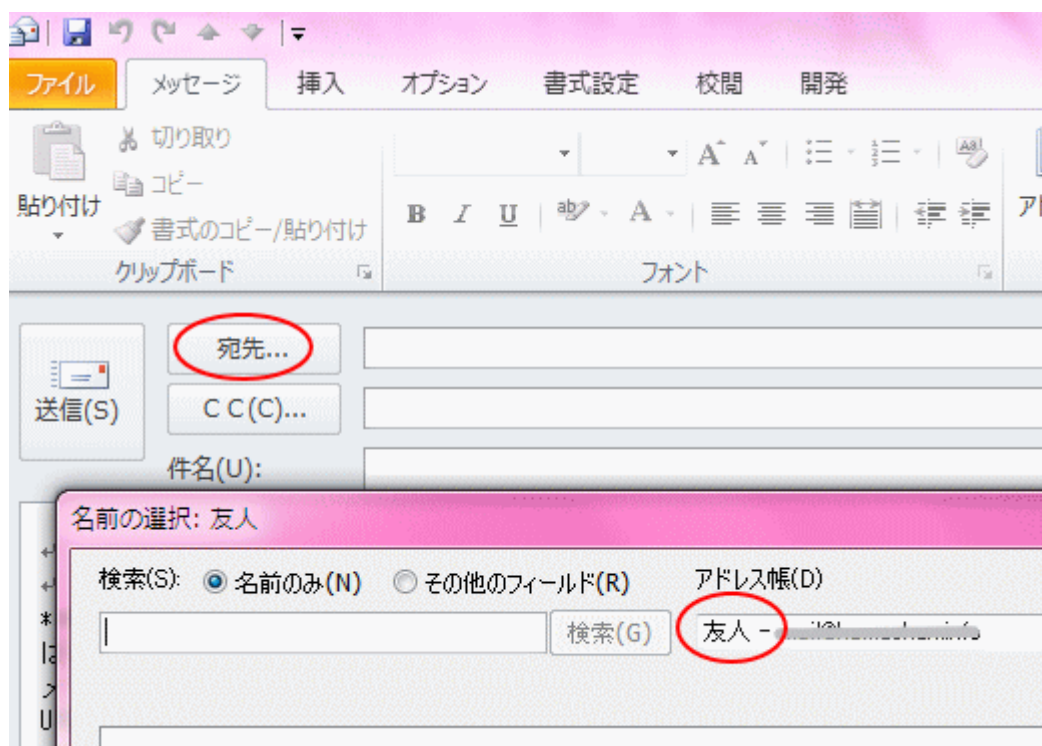 ファイル メッセージ 挿入 オプション 書式設定 校閲 開発
切り取り
コピー
貼り付け
書式のコピー/貼り付け
クリップボード フォント
宛先...
送信(S)
C C (C)...
件名(U):
名前の選択: 友人
検索(S): 名前のみ(N) その他のフィールド(R) アドレス帳(D)
検索(G) 友人 -
*
は
メ
U